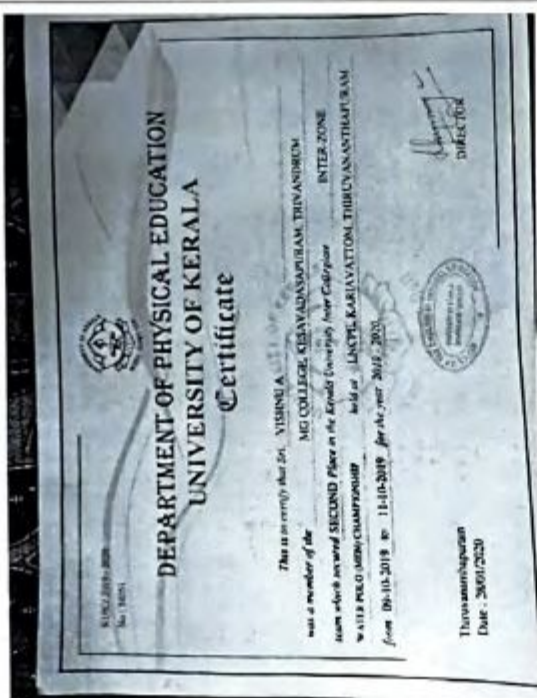 DEPARTMENT OF PHYSICAL EDUCATION
UNIVERSITY OF KERALA
Certificate
This is to certify that Sri. VISHNU A
was a member of the MG COLLEGE, KESAVADASAPURAM, TRIVANDRUM
team which secured SECOND Place in the Kerala University Inter Collegiate INTER-ZONE
WATER POLO (MEN) CHAMPIONSHIP held at LNCPE, KARIAVATTOM, THIRUVANANTHAPURAM
from 09-10-2019 to 11-10-2019 for the year 2019 - 2020.
Thiruvananthapuram
Date : 28/01/2020
DIRECTOR